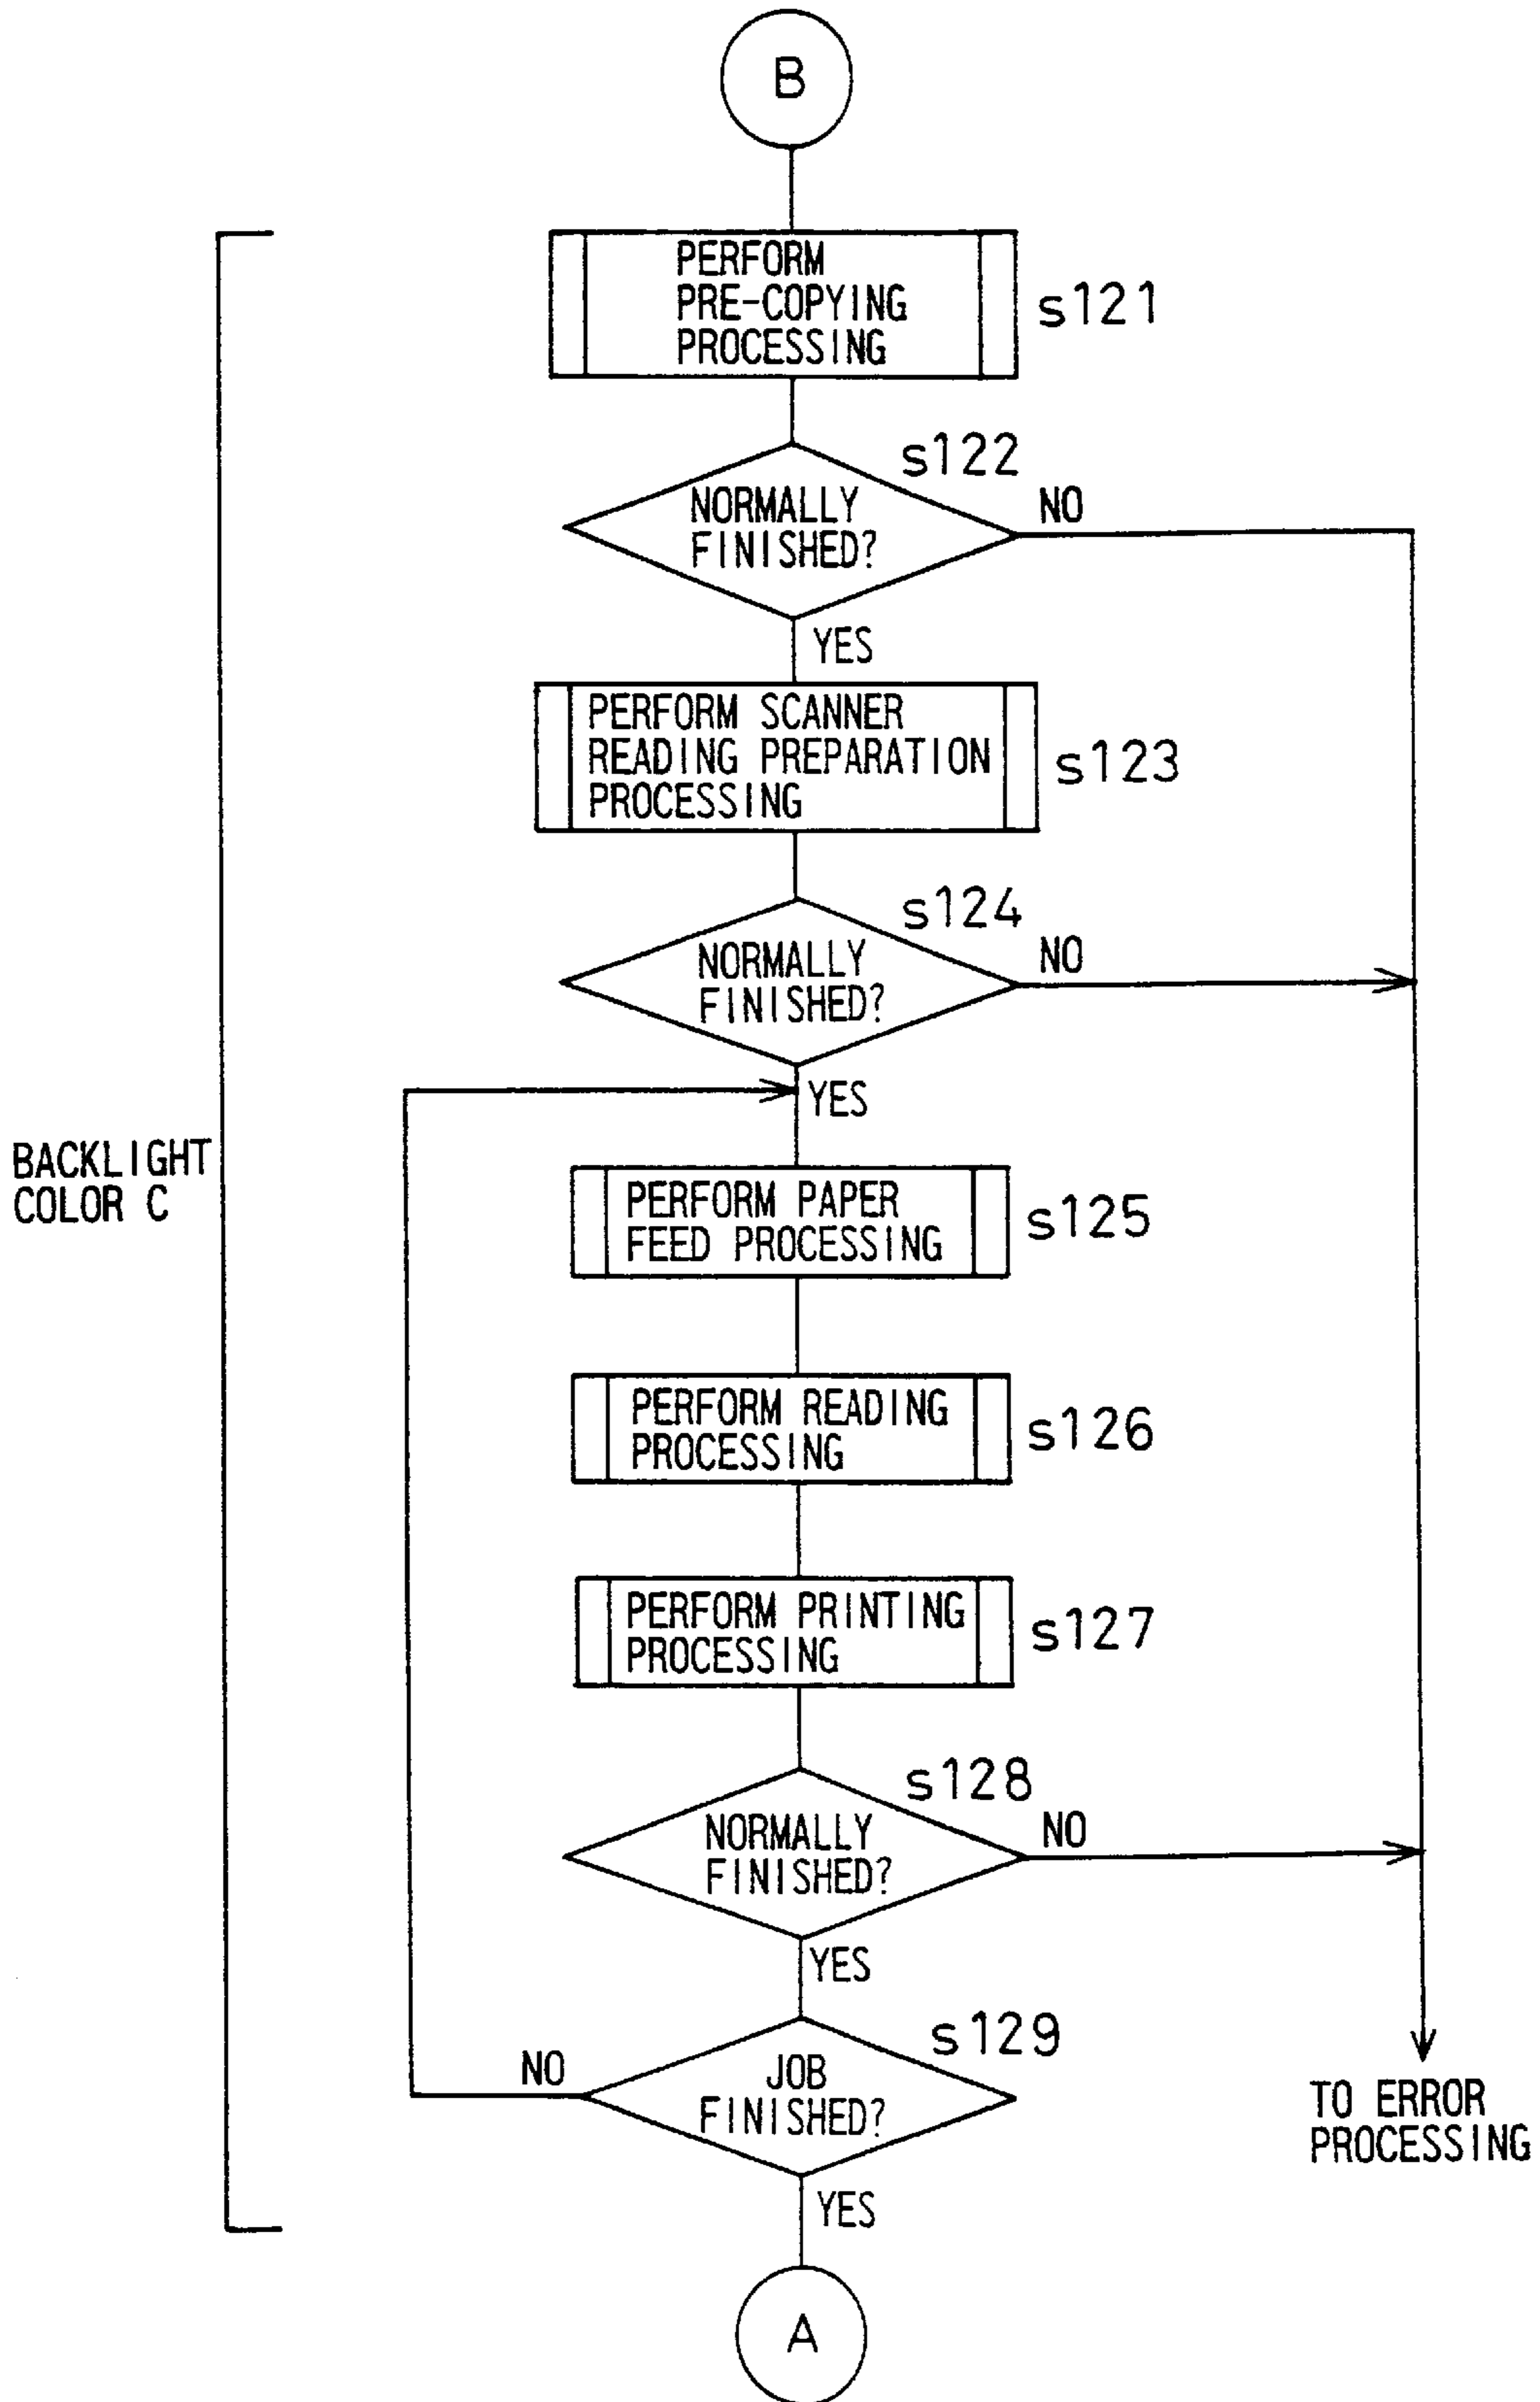 B
PERFORM
PRE-COPYING
PROCESSING
s121
s122
NORMALLY
FINISHED?
NO
YES
PERFORM SCANNER
READING PREPARATION
PROCESSING
s123
s124
NORMALLY
FINISHED?
NO
YES
BACKLIGHT
COLOR C
PERFORM PAPER
FEED PROCESSING
s125
PERFORM READING
PROCESSING
s126
PERFORM PRINTING
PROCESSING
s127
s128
NORMALLY
FINISHED?
NO
YES
s129
JOB
FINISHED?
NO
YES
TO ERROR
PROCESSING
A